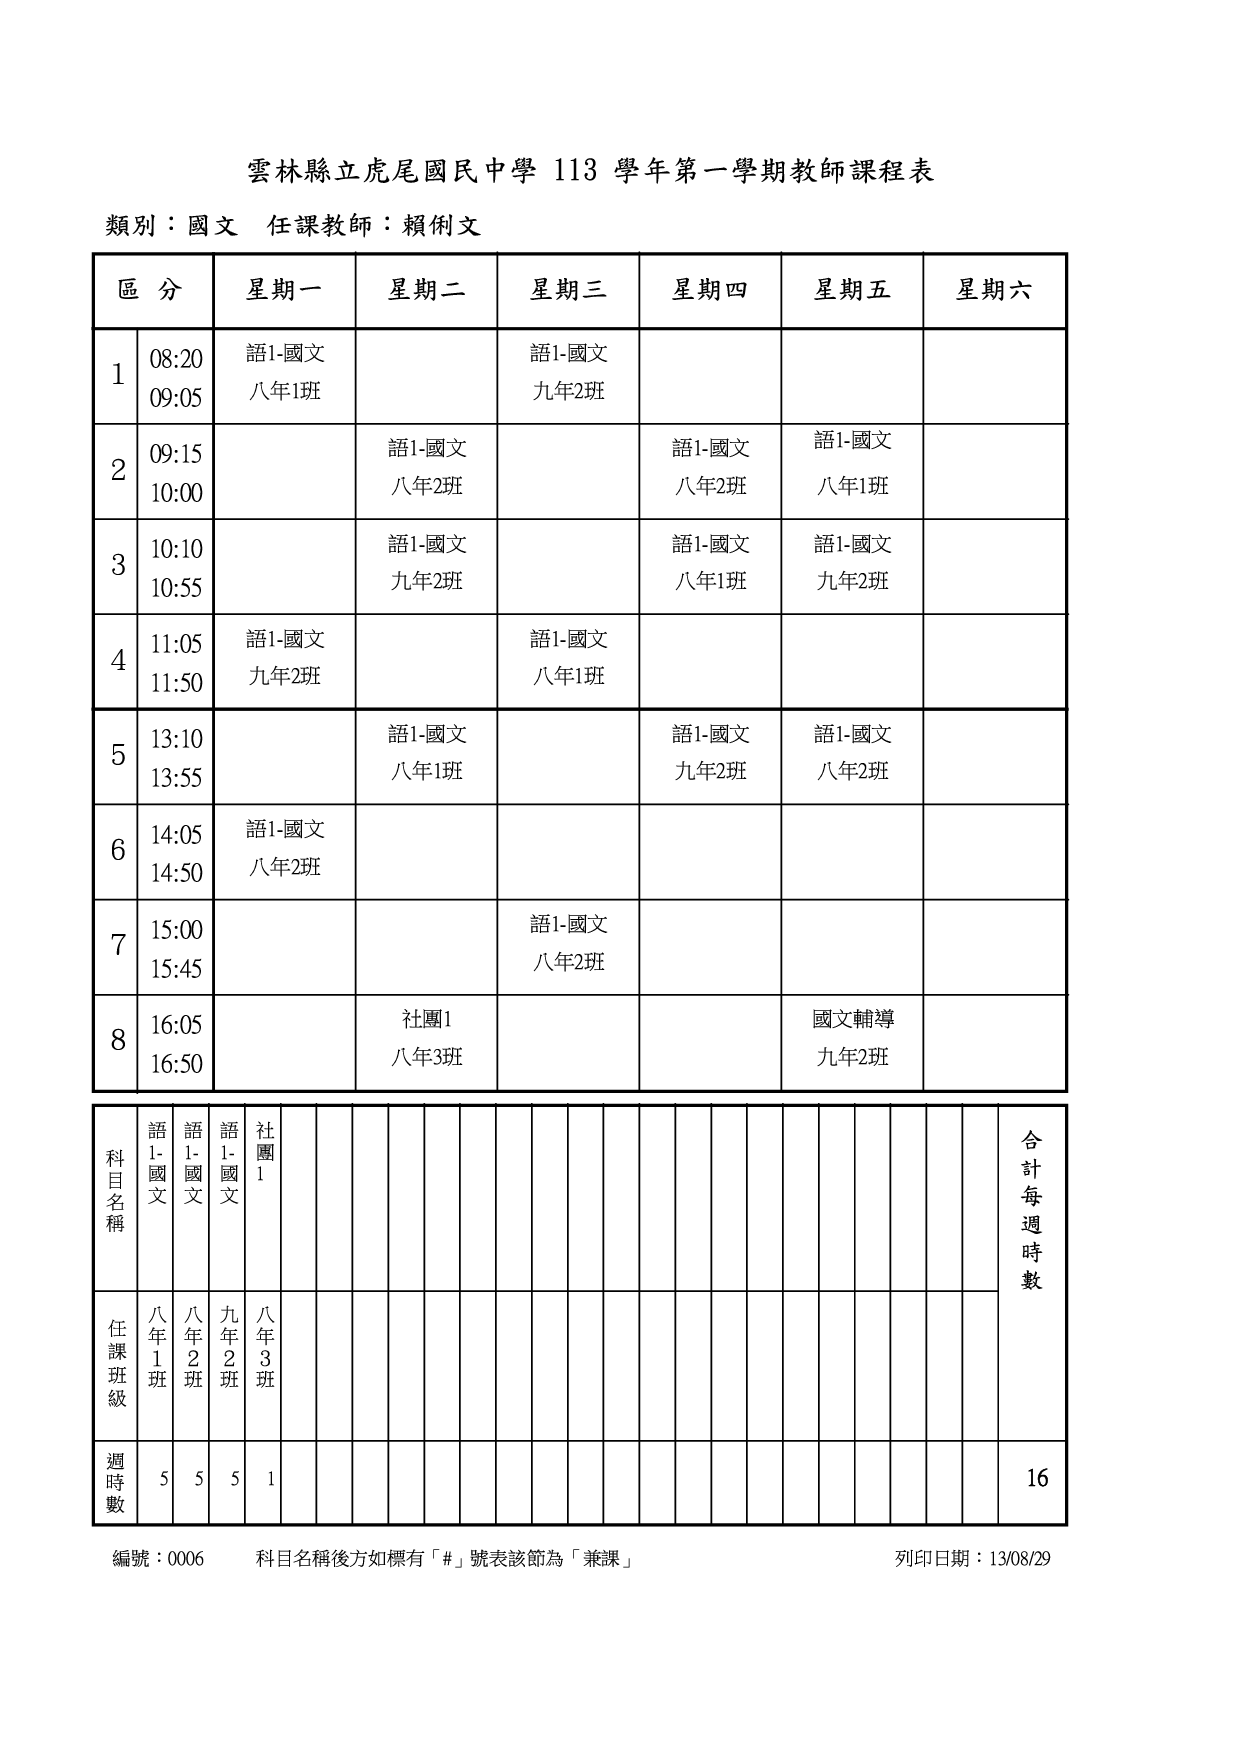 雲林縣立虎尾國民中學 113 學年第一學期教師課程表
類別：國文　任課教師：賴俐文
區 分 星期一 星期二 星期三 星期四 星期五 星期六
1 08:20 09:05 語1-國文 八年1班 語1-國文 九年2班
2 09:15 10:00 語1-國文 八年2班 語1-國文 八年2班 語1-國文 八年1班
3 10:10 10:55 語1-國文 九年2班 語1-國文 八年1班 語1-國文 九年2班
4 11:05 11:50 語1-國文 九年2班 語1-國文 八年1班
5 13:10 13:55 語1-國文 八年1班 語1-國文 九年2班 語1-國文 八年2班
6 14:05 14:50 語1-國文 八年2班
7 15:00 15:45 語1-國文 八年2班
8 16:05 16:50 社團1 八年3班 國文輔導 九年2班
科目名稱 語1-國文 語1-國文 語1-國文 社團1 合計每週時數
任課班級 八年1班 八年2班 九年2班 八年3班
週時數 5 5 5 1 16
編號：0006 科目名稱後方如標有「#」號表該節為「兼課」 列印日期：13/08/29